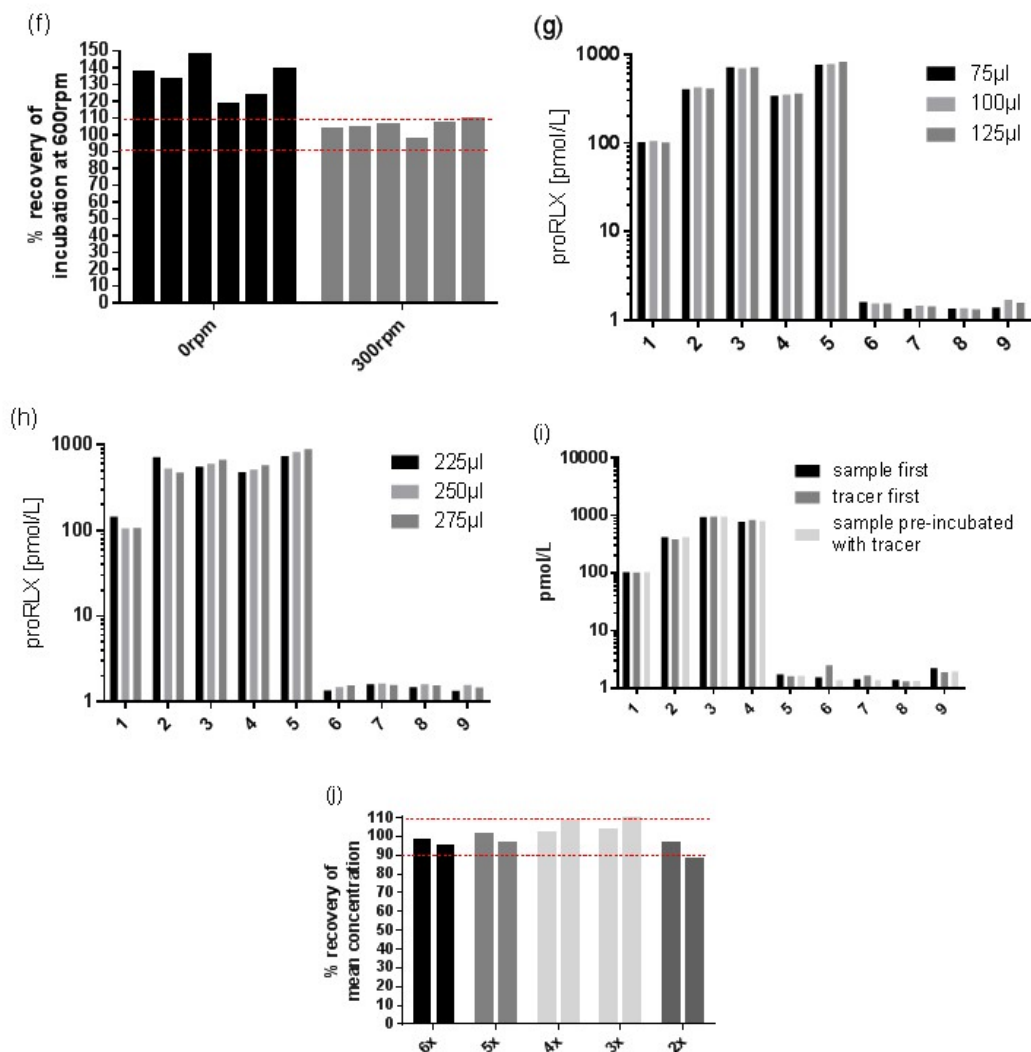 (f)
% recovery of
incubation at 600rpm
150
140
130
120
110
100
90
80
70
60
50
40
30
20
10
0
0rpm
300rpm
(g)
proRLX [pmol/L]
1000
100
10
1
1 2 3 4 5 6 7 8 9
75µl
100µl
125µl
(h)
proRLX [pmol/L]
1000
100
10
1
1 2 3 4 5 6 7 8 9
225µl
250µl
275µl
(i)
pmol/L
10000
1000
100
10
1
1 2 3 4 5 6 7 8 9
sample first
tracer first
sample pre-incubated
with tracer
(j)
% recovery of
mean concentration
110
100
90
80
70
60
50
40
30
20
10
0
6x 5x 4x 3x 2x